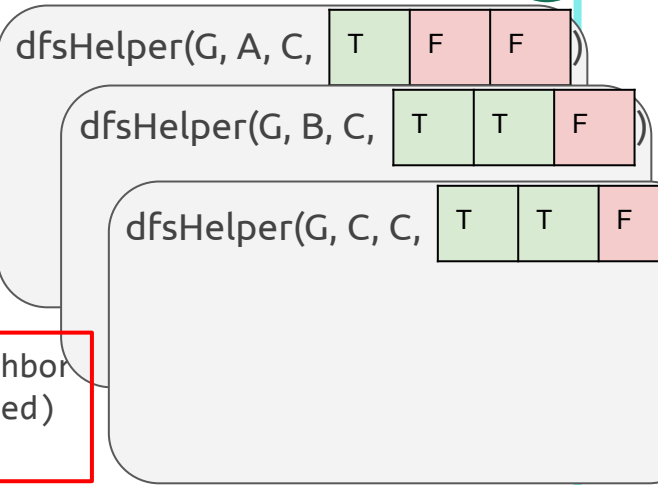 dfsHelper(G, A, C, T F F )
dfsHelper(G, B, C, T T F )
dfsHelper(G, C, C, T T F
hbor
ed)